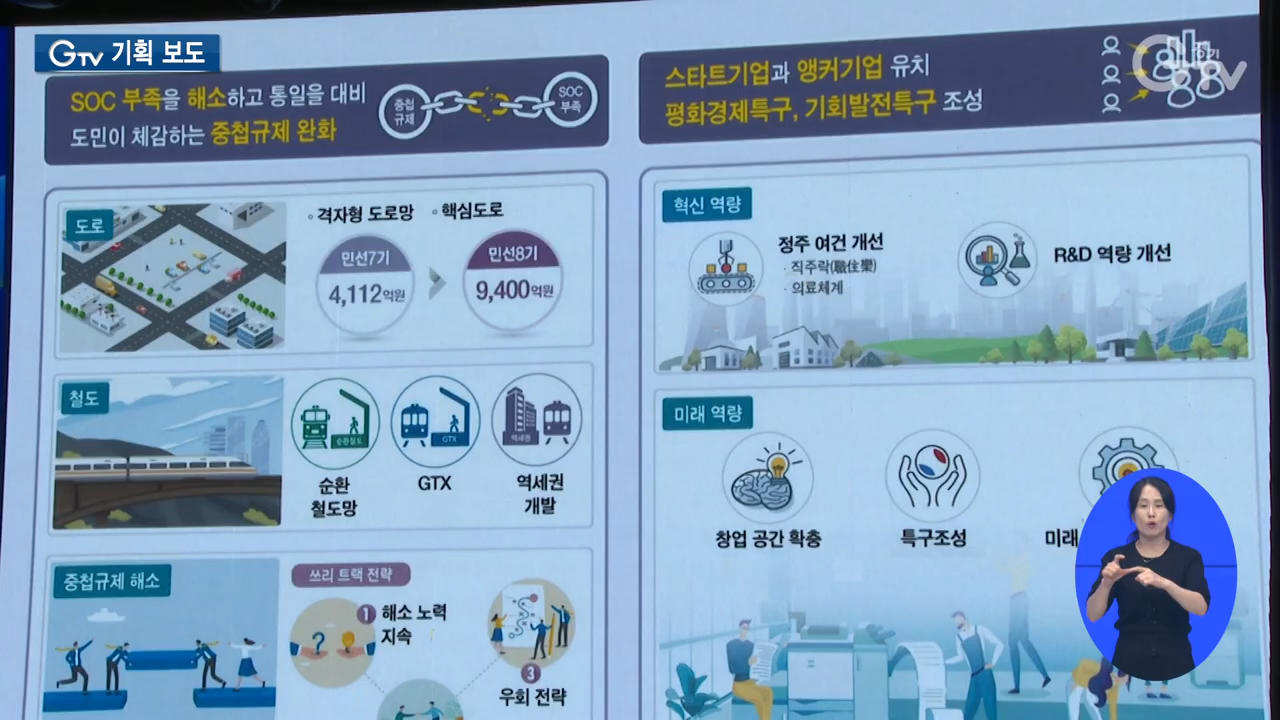 GTV 기획 보도
SOC 부족을 해소하고 통일을 대비
도민이 체감하는 중첩규제 완화
중첩
규제
SOC
부족
도로
◦ 격자형 도로망
◦ 핵심도로
민선7기
4,112억원
민선8기
9,400억원
철도
순환철도
순환
철도망
GTX
GTX
역세권
역세권
개발
중첩규제 해소
쓰리 트랙 전략
?
1 해소 노력
지속
3
우회 전략
스타트기업과 앵커기업 유치
평화경제특구, 기회발전특구 조성
혁신 역량
정주 여건 개선
· 직주락(職住樂)
· 의료체계
R&D 역량 개선
미래 역량
창업 공간 확충
특구조성
미래